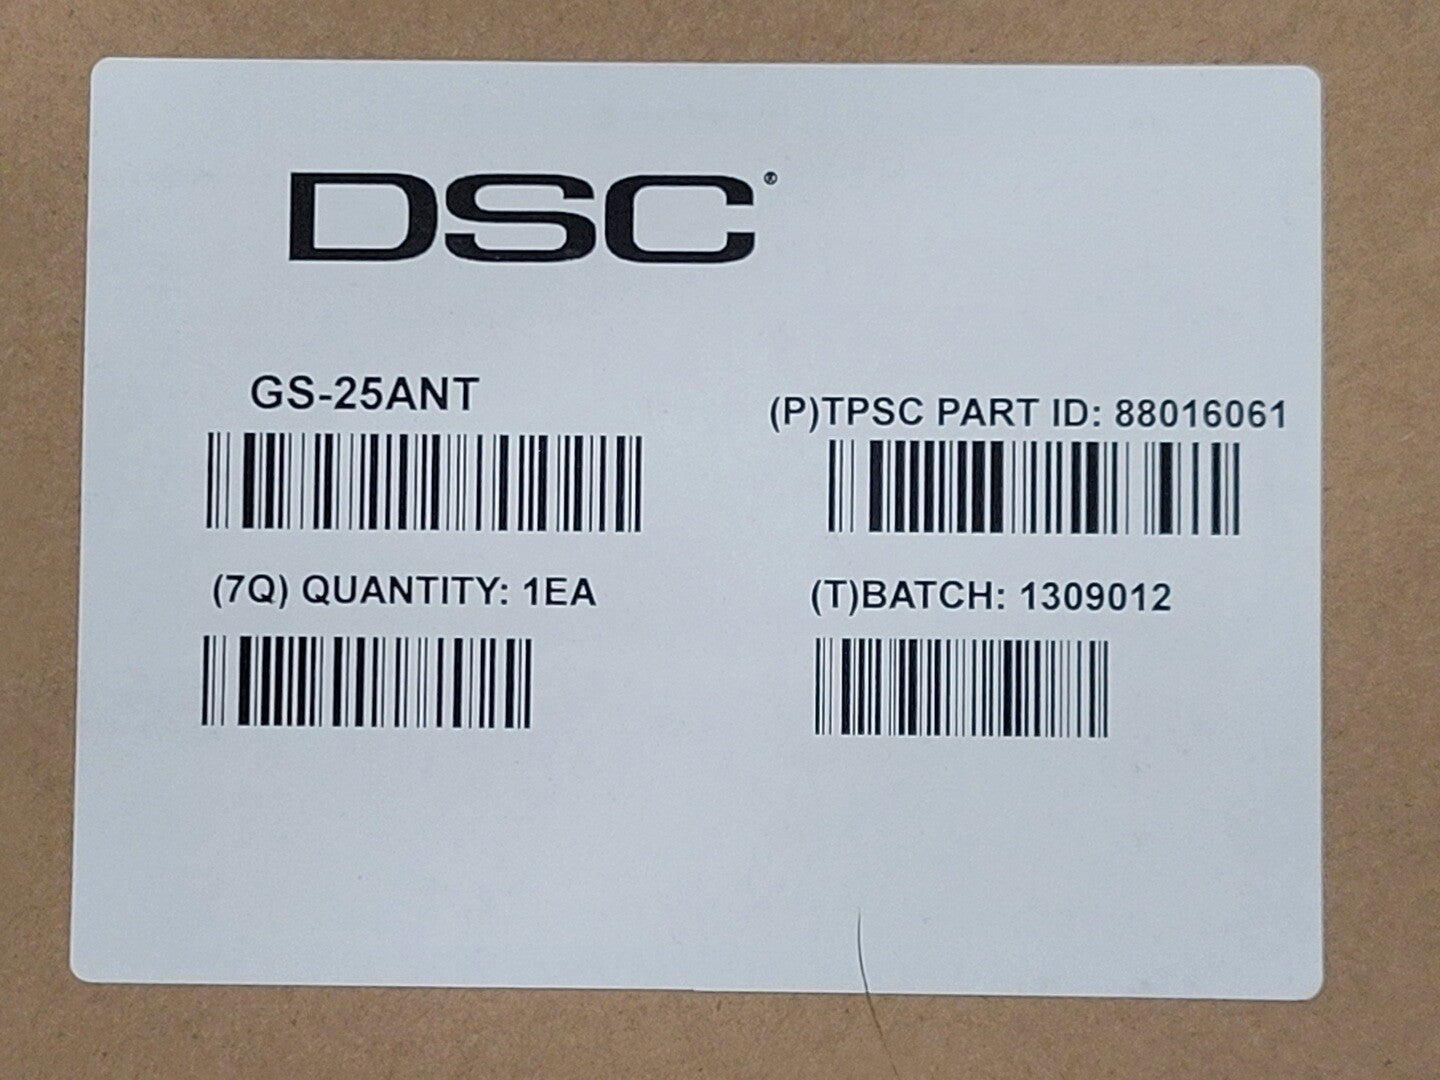 DSC®
GS-25ANT
(P)TPSC PART ID: 88016061
(7Q) QUANTITY: 1EA
(T)BATCH: 1309012